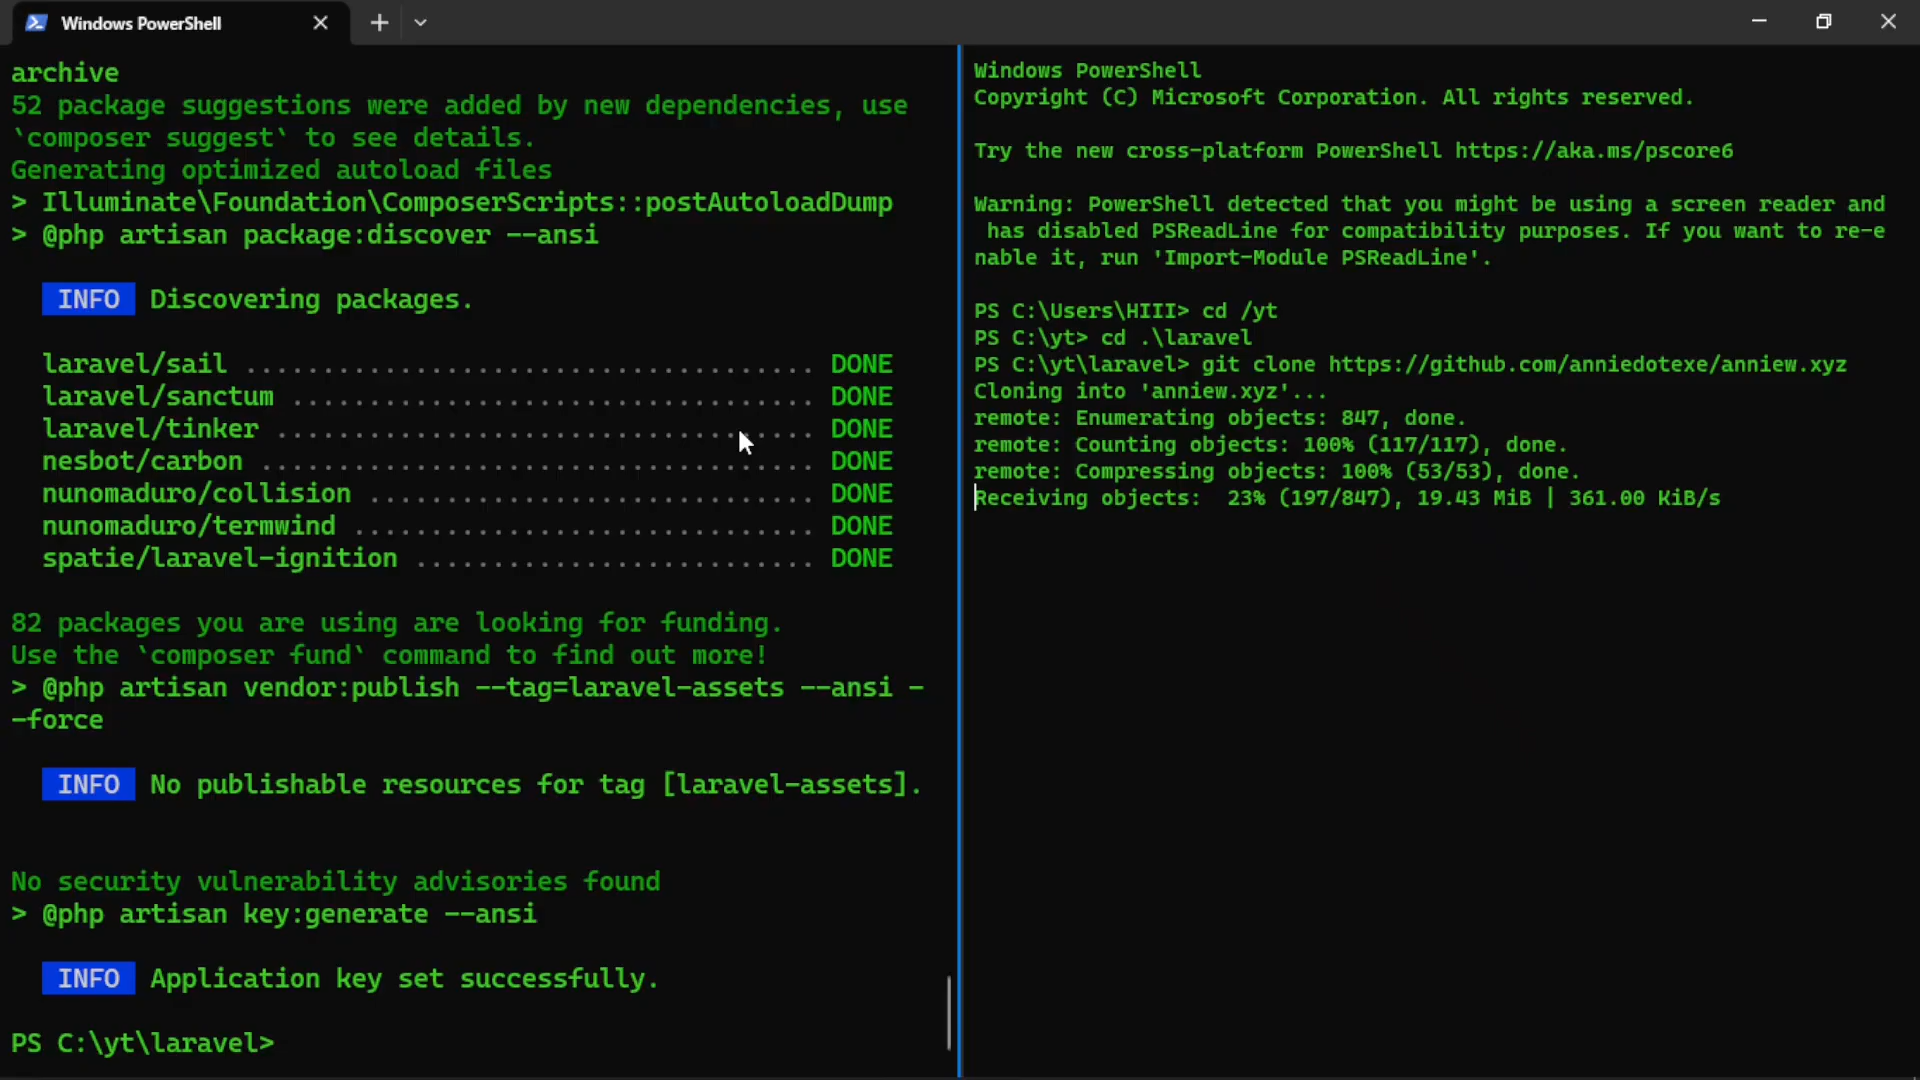 Windows PowerShell
archive
52 package suggestions were added by new dependencies, use
`composer suggest` to see details.
Generating optimized autoload files
> Illuminate\Foundation\ComposerScripts::postAutoloadDump
> @php artisan package:discover --ansi
INFO Discovering packages.
laravel/sail ..................................... DONE
laravel/sanctum .................................. DONE
laravel/tinker ................................... DONE
nesbot/carbon .................................... DONE
nunomaduro/collision ............................. DONE
nunomaduro/termwind .............................. DONE
spatie/laravel-ignition .......................... DONE
82 packages you are using are looking for funding.
Use the `composer fund` command to find out more!
> @php artisan vendor:publish --tag=laravel-assets --ansi -
-force
INFO No publishable resources for tag [laravel-assets].
No security vulnerability advisories found
> @php artisan key:generate --ansi
INFO Application key set successfully.
PS C:\yt\laravel>
Windows PowerShell
Copyright (C) Microsoft Corporation. All rights reserved.
Try the new cross-platform PowerShell https://aka.ms/pscore6
Warning: PowerShell detected that you might be using a screen reader and
has disabled PSReadLine for compatibility purposes. If you want to re-e
nable it, run 'Import-Module PSReadLine'.
PS C:\Users\HIII> cd /yt
PS C:\yt> cd .\laravel
PS C:\yt\laravel> git clone https://github.com/anniedotexe/anniew.xyz
Cloning into 'anniew.xyz'...
remote: Enumerating objects: 847, done.
remote: Counting objects: 100% (117/117), done.
remote: Compressing objects: 100% (53/53), done.
Receiving objects:  23% (197/847), 19.43 MiB | 361.00 KiB/s